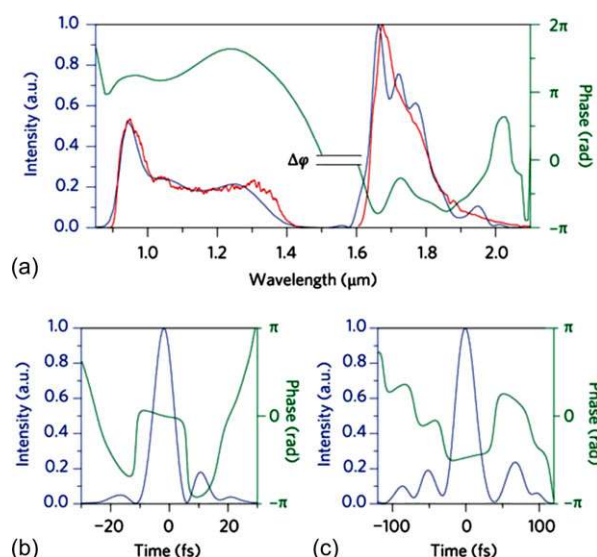 1.0 2π
0.8 π
0.6
0.4 0
0.2
0.0 −π
Intensity (a.u.)
Phase (rad)
Δφ
1.0 1.2 1.4 1.6 1.8 2.0
Wavelength (μm)
(a)
1.0 π
0.8
0.6
0.4 0
0.2
0.0 −π
Intensity (a.u.)
Phase (rad)
−20 0 20
Time (fs)
(b)
1.0 π
0.8
0.6
0.4 0
0.2
0.0 −π
Intensity (a.u.)
Phase (rad)
−100 0 100
Time (fs)
(c)